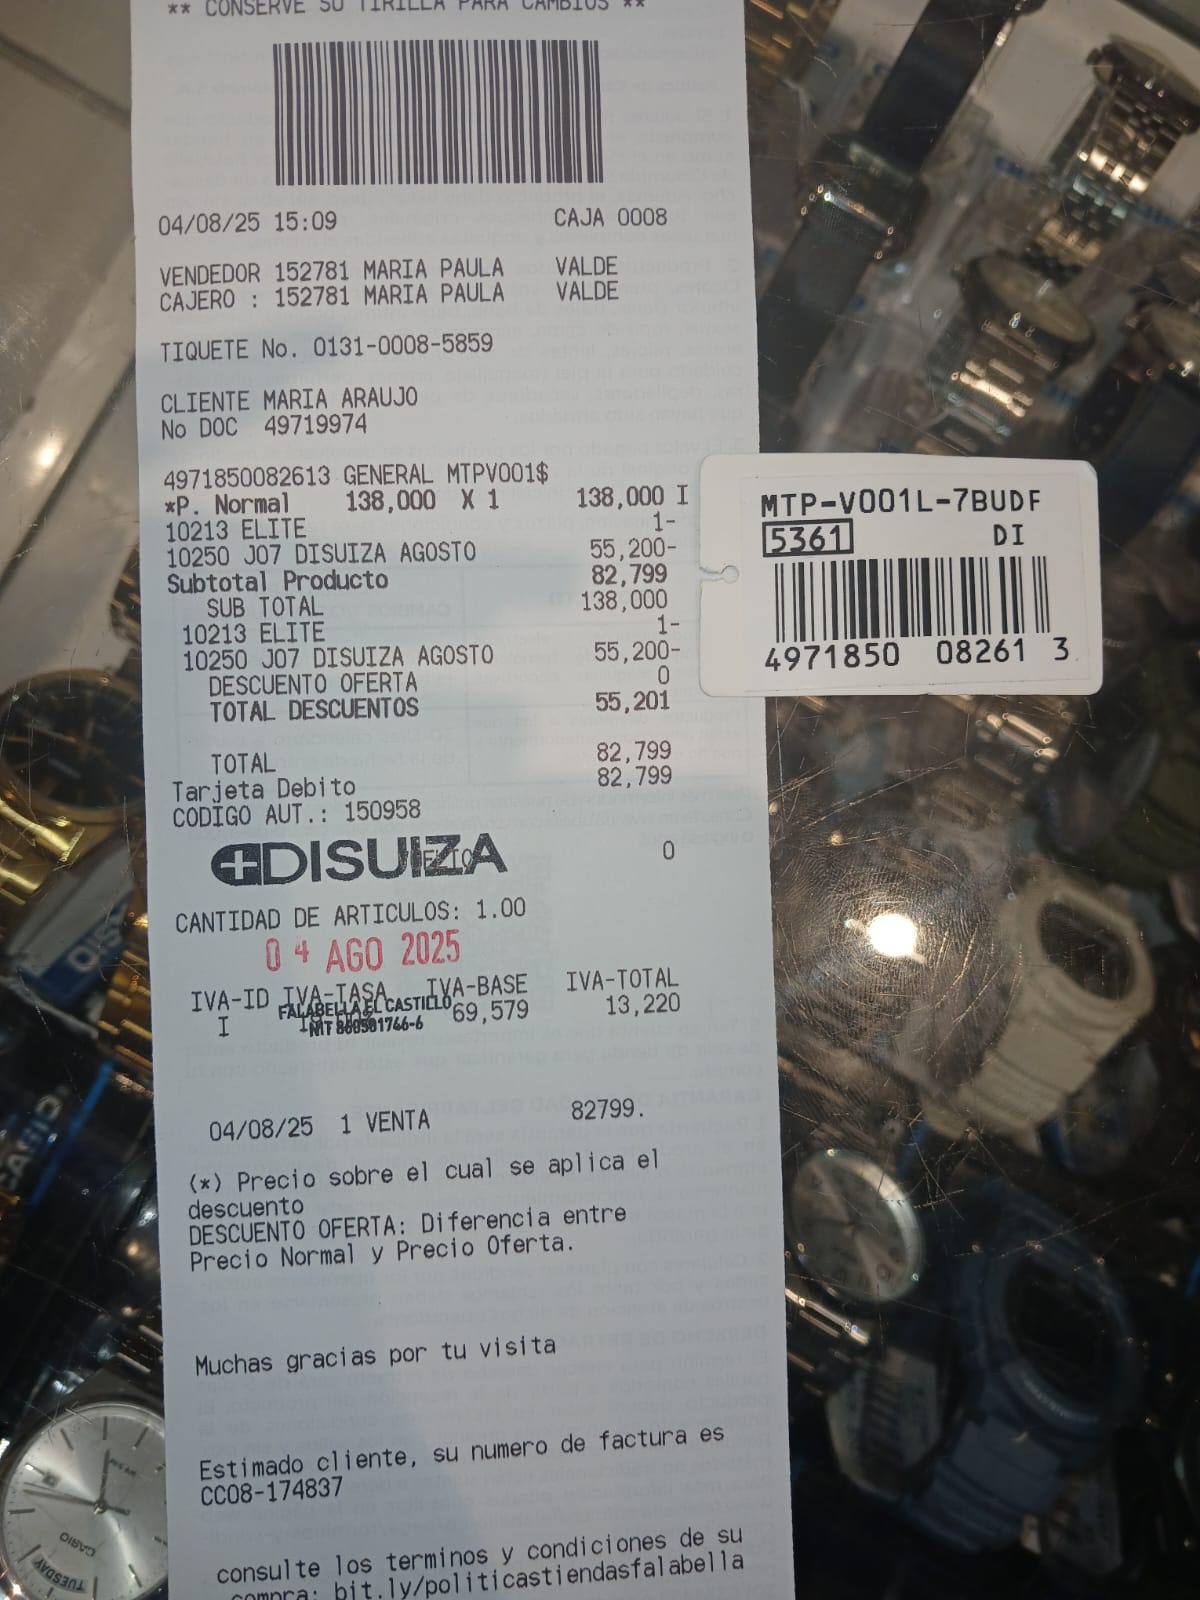 ** CONSERVE SU TIRILLA PARA CAMBIOS **
04/08/25 15:09 CAJA 0008
VENDEDOR 152781 MARIA PAULA VALDE
CAJERO : 152781 MARIA PAULA VALDE
TIQUETE No. 0131-0008-5859
CLIENTE MARIA ARAUJO
No DOC 49719974
4971850082613 GENERAL MTPV001$
*P. Normal 138,000 X 1 138,000 I
10213 ELITE 1-
10250 J07 DISUIZA AGOSTO 55,200-
Subtotal Producto 82,799
SUB TOTAL 138,000
10213 ELITE 1-
10250 J07 DISUIZA AGOSTO 55,200-
DESCUENTO OFERTA 0
TOTAL DESCUENTOS 55,201
TOTAL 82,799
Tarjeta Debito 82,799
CODIGO AUT.: 150958
DISUIZA 0
CANTIDAD DE ARTICULOS: 1.00
04 AGO 2025
IVA-ID IVA-TASA IVA-BASE IVA-TOTAL
I 69,579 13,220
FALABELLA EL CASTILLO
04/08/25 1 VENTA 82799.
(*) Precio sobre el cual se aplica el
descuento
DESCUENTO OFERTA: Diferencia entre
Precio Normal y Precio Oferta.
Muchas gracias por tu visita
Estimado cliente, su numero de factura es
CC08-174837
consulte los terminos y condiciones de su
compra: bit.ly/politicastiendasfalabella
MTP-V001L-7BUDF
5361 DI
4971850 08261 3
CASIO
CASIO
TUESDAY